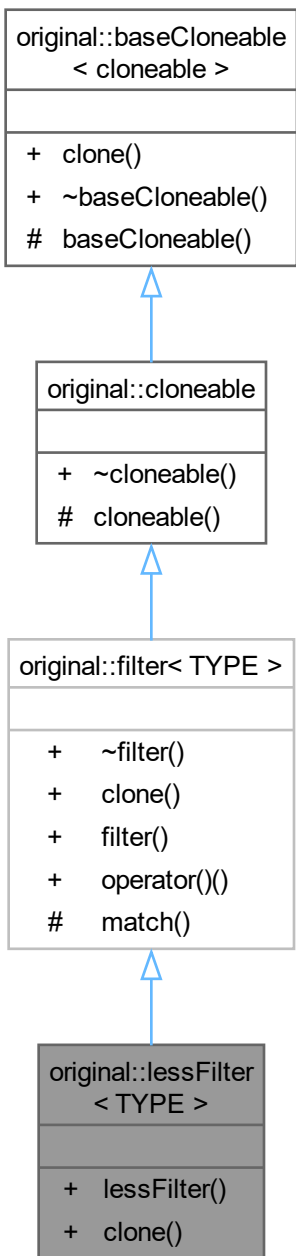 original::baseCloneable
< cloneable >
+ clone()
+ ~baseCloneable()
# baseCloneable()
original::cloneable
+ ~cloneable()
# cloneable()
original::filter< TYPE >
+ ~filter()
+ clone()
+ filter()
+ operator()()
# match()
original::lessFilter
< TYPE >
+ lessFilter()
+ clone()